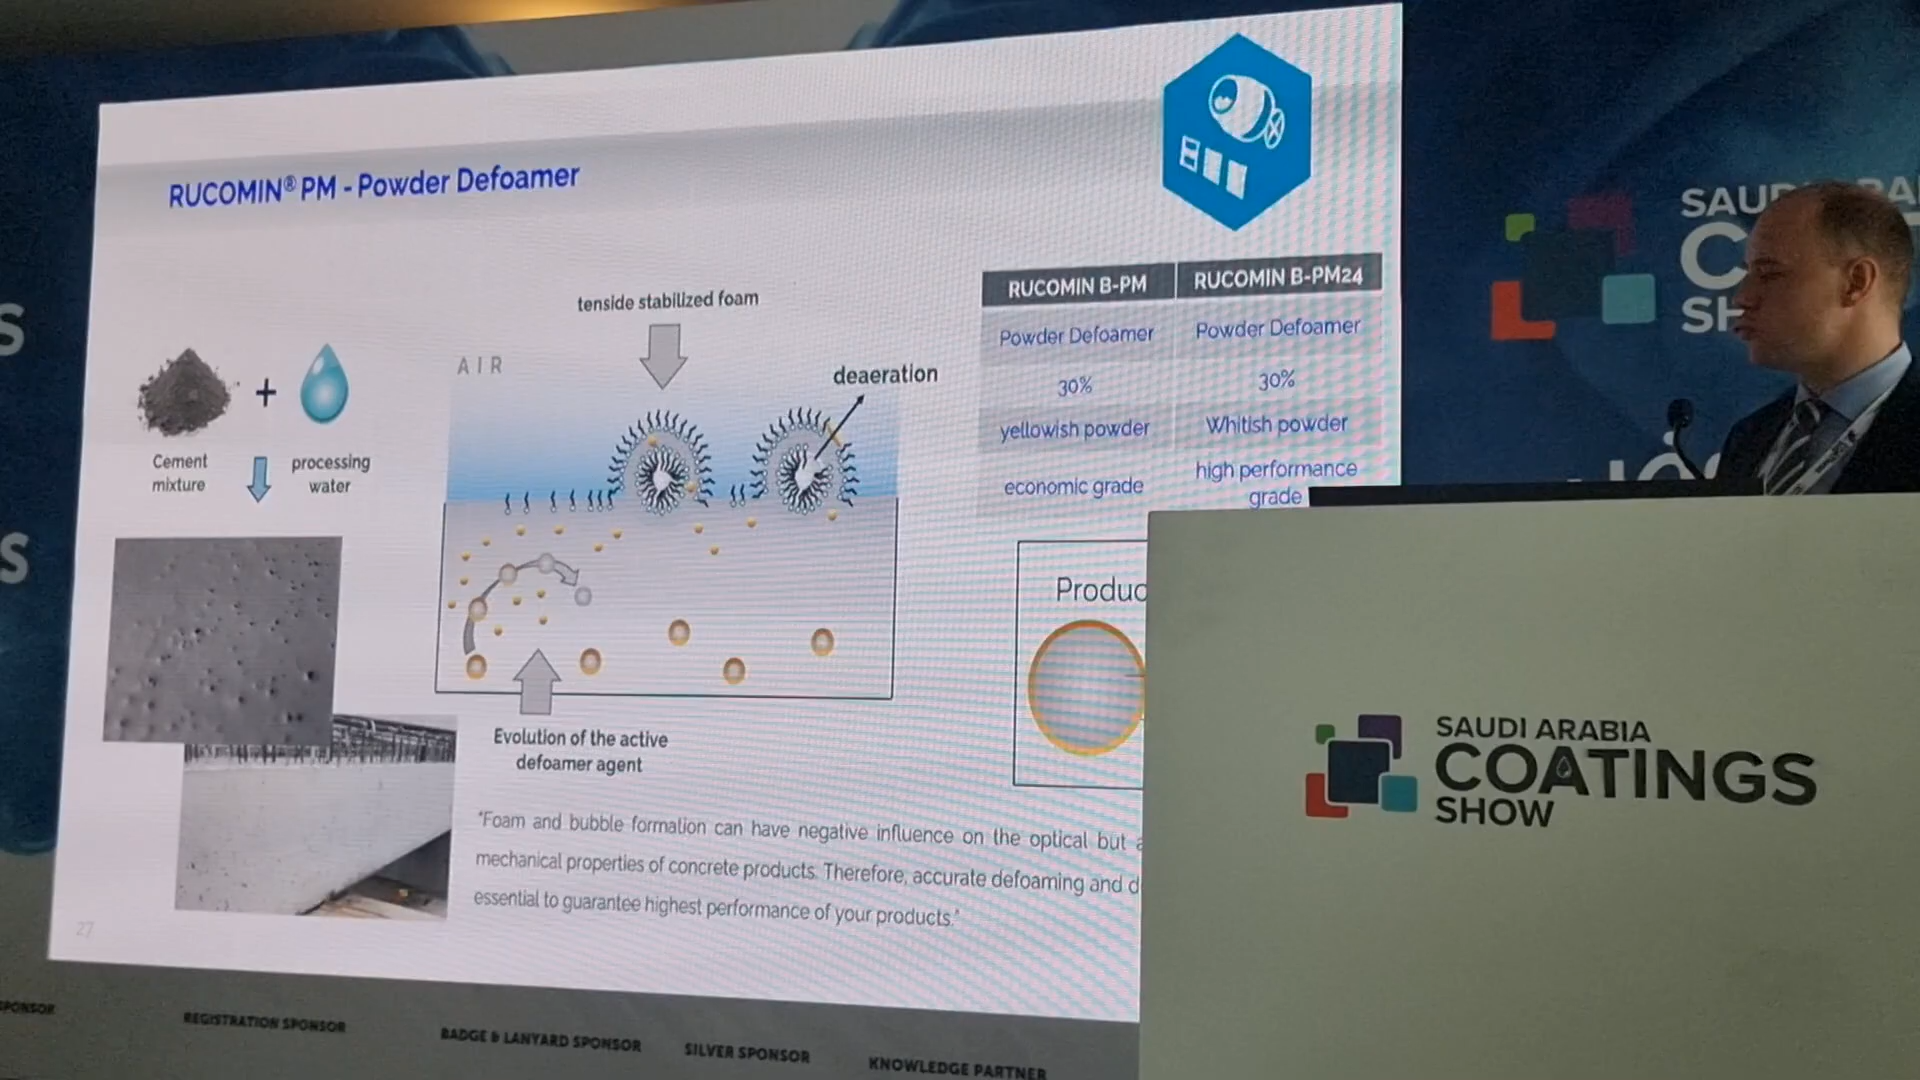 RUCOMIN® PM - Powder Defoamer
tenside stabilized foam
AIR
deaeration
Cement
mixture
processing
water
Evolution of the active
defoamer agent
RUCOMIN B-PM
RUCOMIN B-PM24
Powder Defoamer
Powder Defoamer
30%
30%
yellowish powder
Whitish powder
economic grade
high performance
grade
Produc
"Foam and bubble formation can have negative influence on the optical but a
mechanical properties of concrete products. Therefore, accurate defoaming and d
essential to guarantee highest performance of your products."
27
SAUDI ARABIA
COATINGS
SHOW
SPONSOR
REGISTRATION SPONSOR
BADGE & LANYARD SPONSOR
SILVER SPONSOR
KNOWLEDGE PARTNER